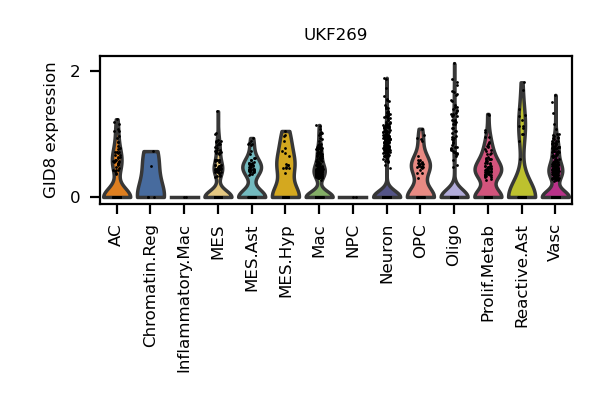 UKF269
GID8 expression
2
0
AC
Chromatin.Reg
Inflammatory.Mac
MES
MES.Ast
MES.Hyp
Mac
NPC
Neuron
OPC
Oligo
Prolif.Metab
Reactive.Ast
Vasc